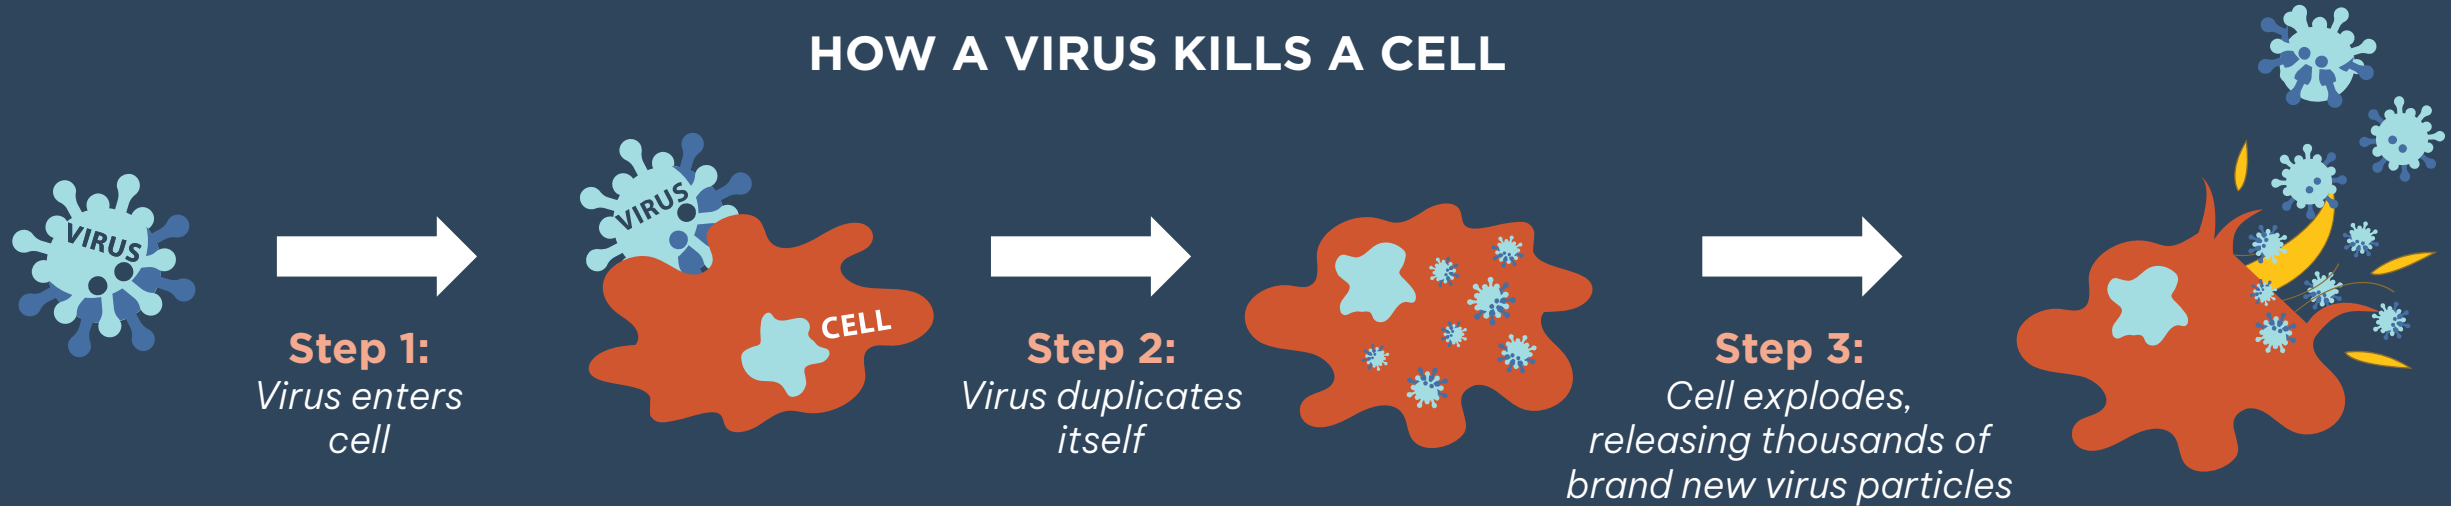 HOW A VIRUS KILLS A CELL
VIRUS
Step 1:
Virus enters
cell
VIRUS
CELL
Step 2:
Virus duplicates
itself
Step 3:
Cell explodes,
releasing thousands of
brand new virus particles